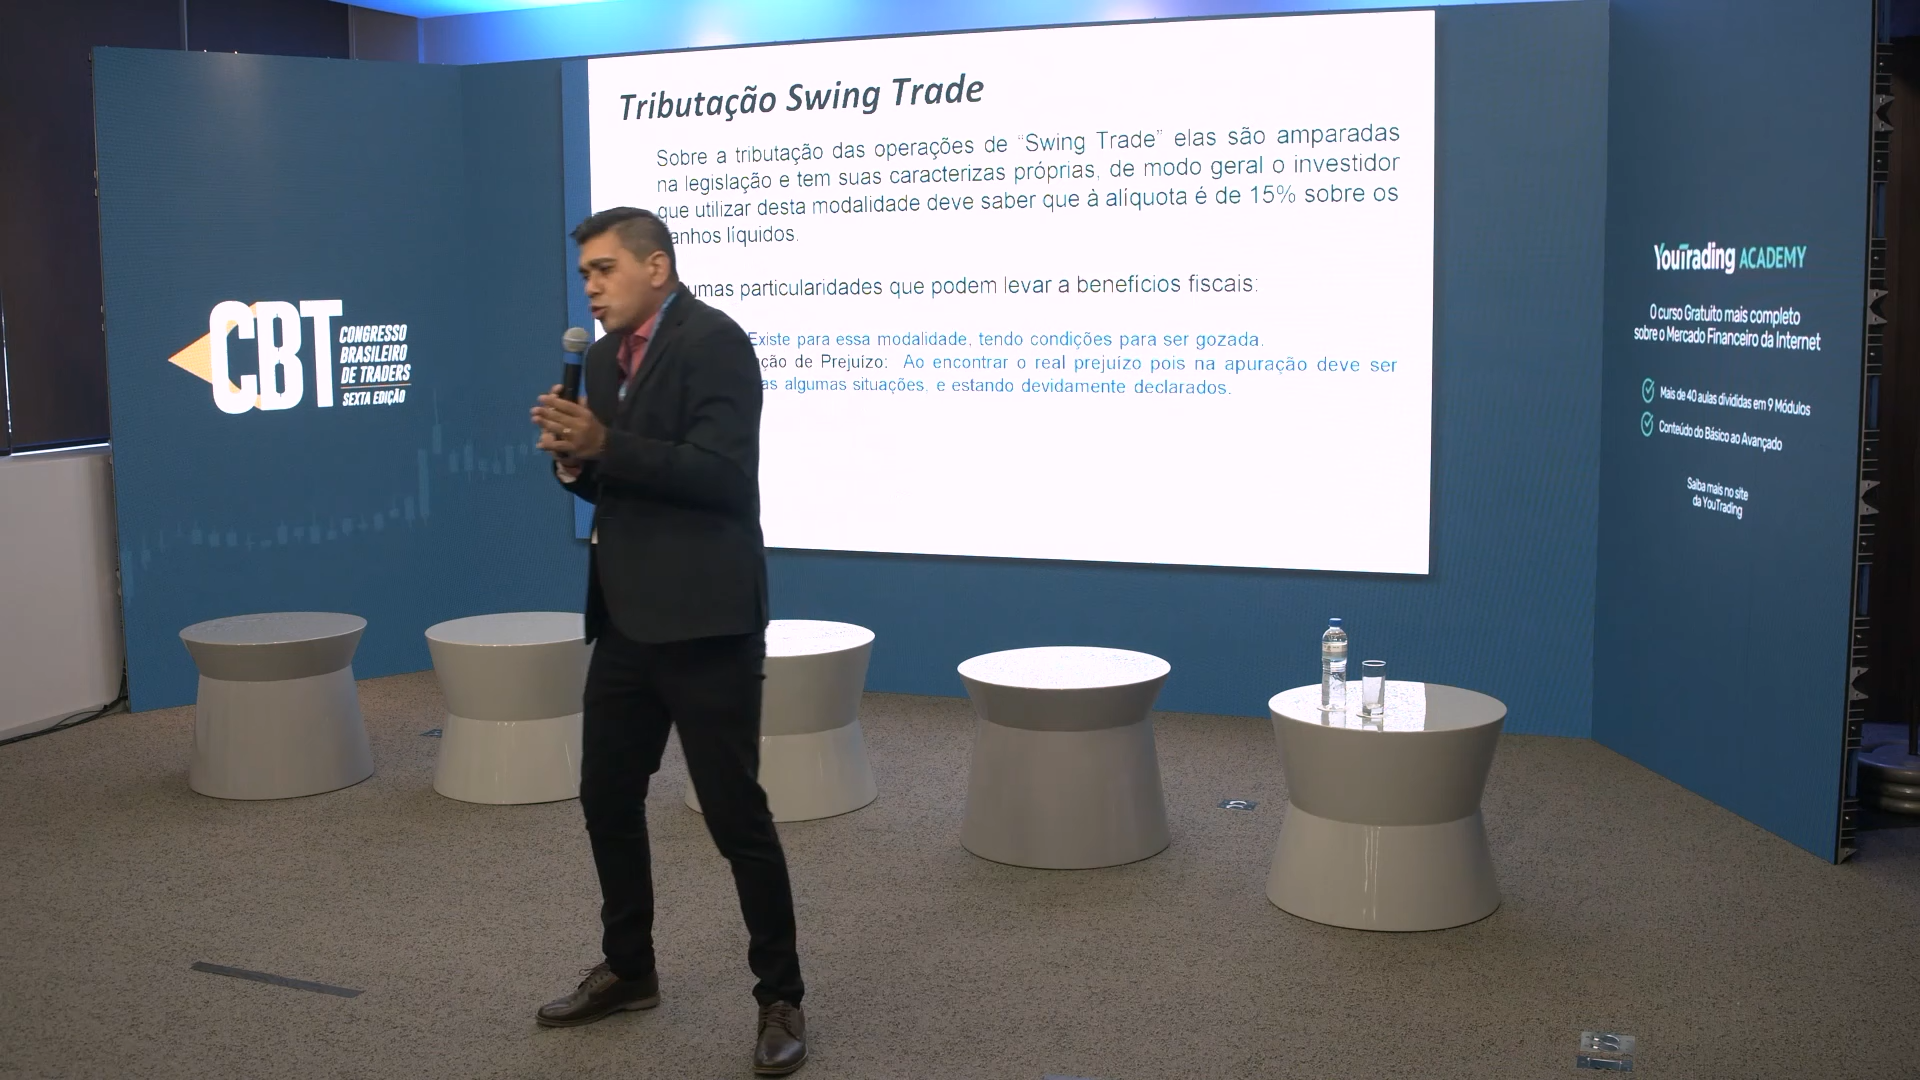 Tributação Swing Trade
Sobre a tributação das operações de “Swing Trade” elas são amparadas
na legislação e tem suas caracterizas próprias, de modo geral o investidor
que utilizar desta modalidade deve saber que à alíquota é de 15% sobre os
anhos líquidos.
umas particularidades que podem levar a benefícios fiscais:
Existe para essa modalidade, tendo condições para ser gozada.
ção de Prejuízo: Ao encontrar o real prejuízo pois na apuração deve ser
as algumas situações, e estando devidamente declarados.
CBT
CONGRESSO
BRASILEIRO
DE TRADERS
SEXTA EDIÇÃO
YouTrading ACADEMY
O curso Gratuito mais completo
sobre o Mercado Financeiro da Internet
Mais de 40 aulas divididas em 9 Módulos
Conteúdo do Básico ao Avançado
Saiba mais no site
da YouTrading